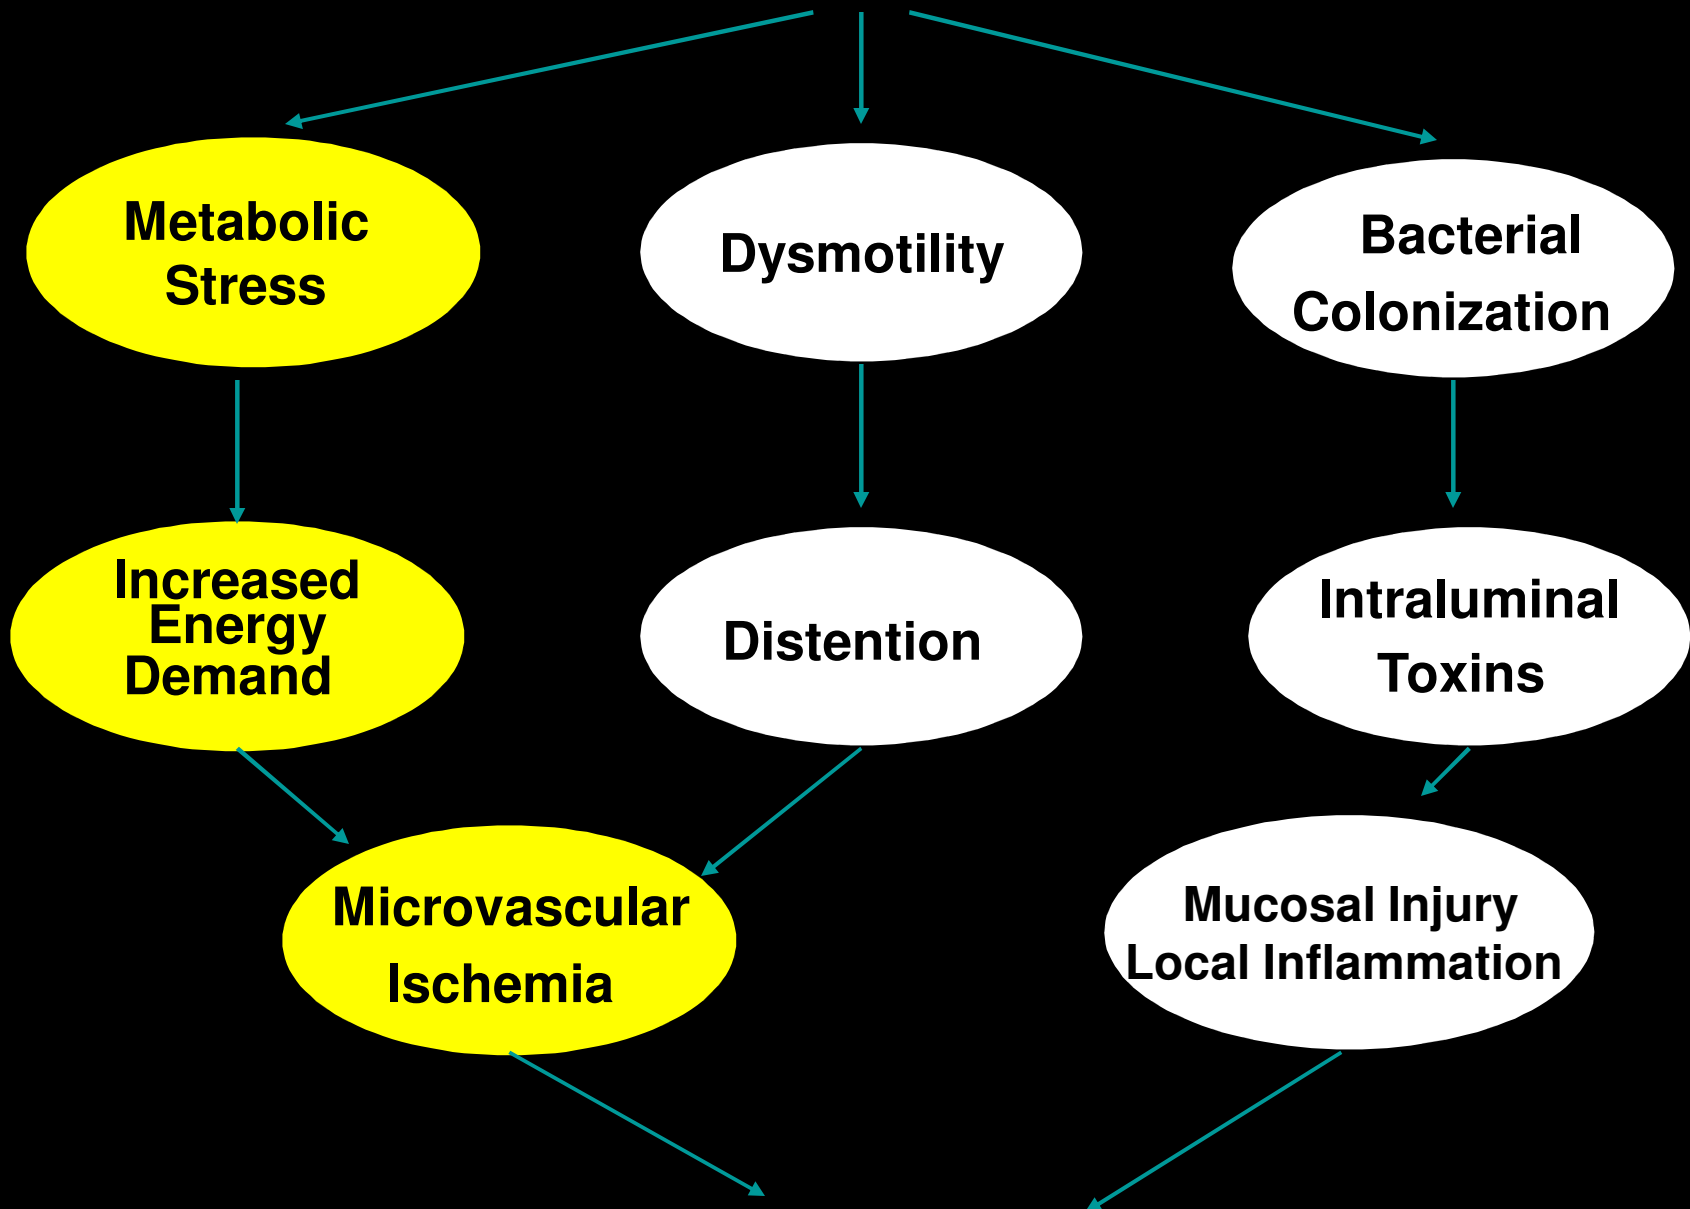 Metabolic
Stress
Dysmotility
Bacterial
Colonization
Increased
Energy
Demand
Distention
Intraluminal
Toxins
Microvascular
Ischemia
Mucosal Injury
Local Inflammation